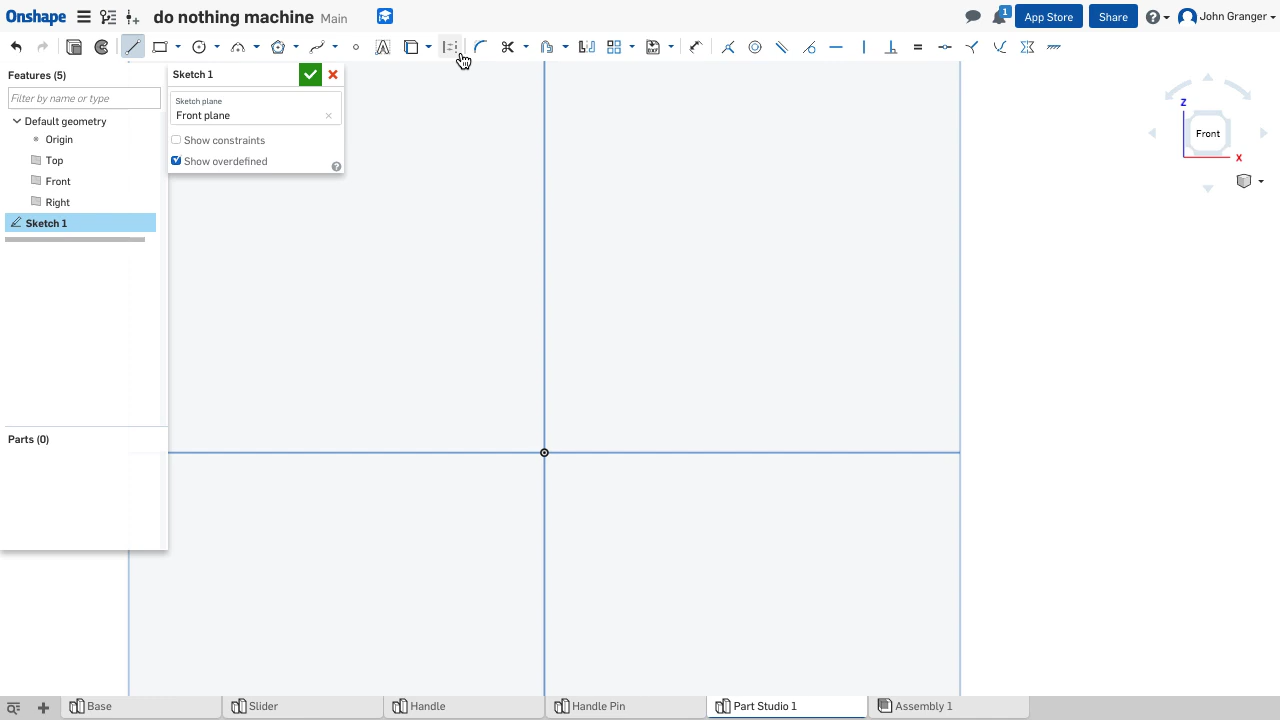 Onshape do nothing machine Main 1 App Store Share John Granger
Features (5)
Filter by name or type
Default geometry
Origin
Top
Front
Right
Sketch 1
Parts (0)
Sketch 1
Sketch plane
Front plane
Show constraints
Show overdefined
Z
Front
X
Base Slider Handle Handle Pin Part Studio 1 Assembly 1